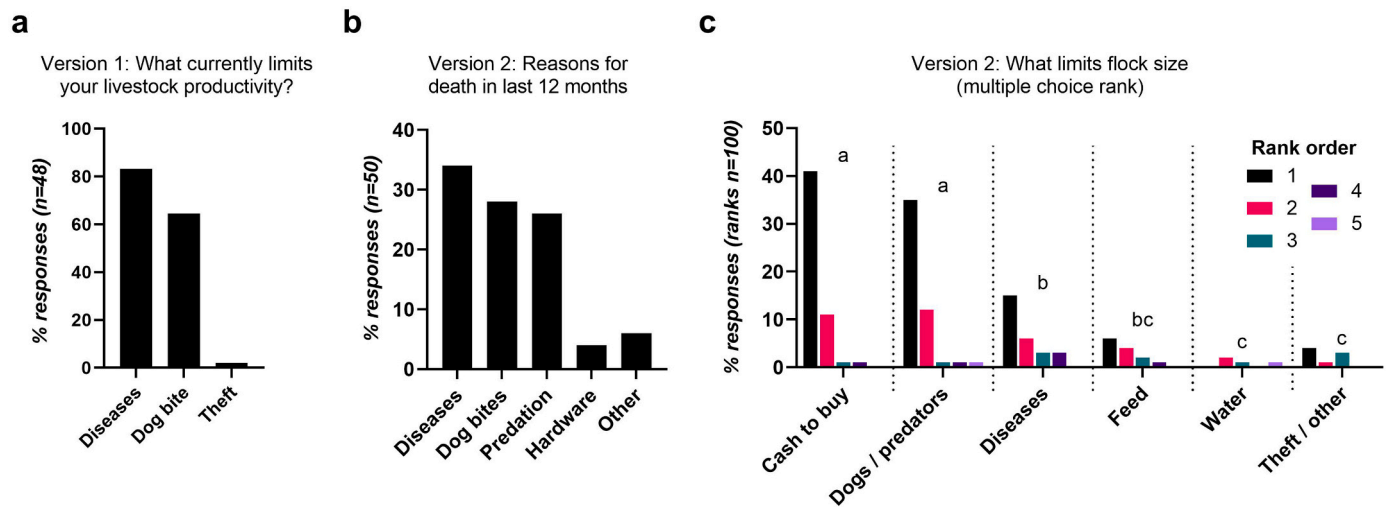 a
Version 1: What currently limits
your livestock productivity?
% responses (n=48)
100
80
60
40
20
0
Diseases
Dog bite
Theft
b
Version 2: Reasons for
death in last 12 months
% responses (n=50)
40
30
20
10
0
Diseases
Dog bites
Predation
Hardware
Other
c
Version 2: What limits flock size
(multiple choice rank)
% responses (ranks n=100)
50
40
30
20
10
0
a
a
b
bc
c
c
Rank order
1
2
3
4
5
Cash to buy
Dogs / predators
Diseases
Feed
Water
Theft / other